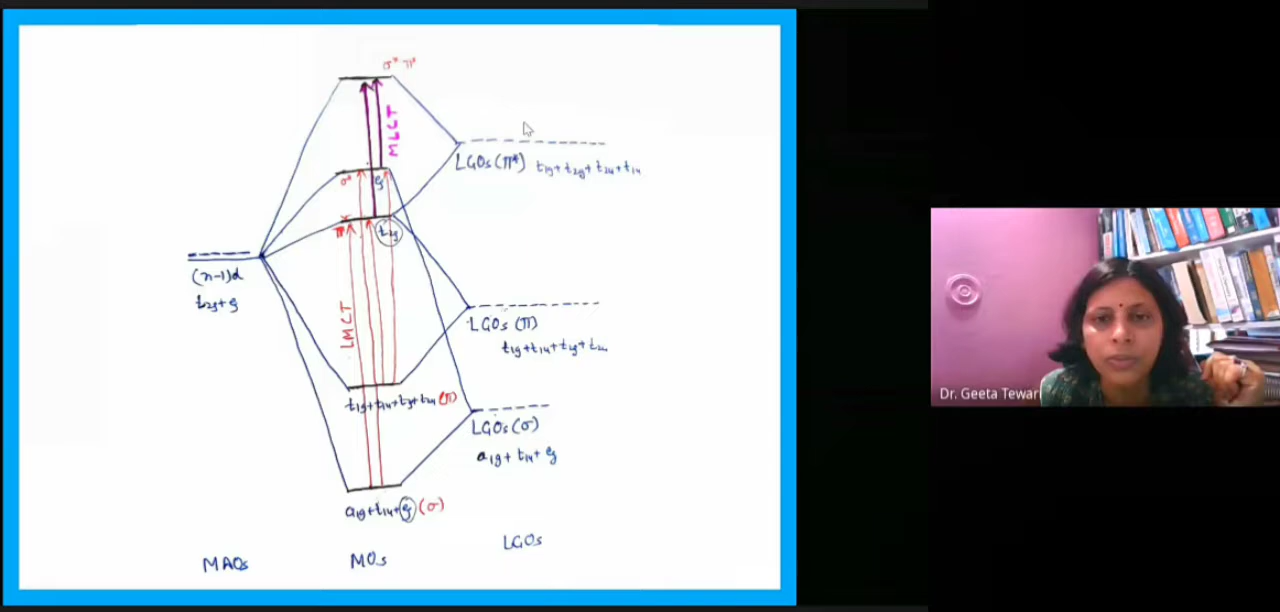 σ* π*
MLCT
LGOs (π*) t₁g + t₂g + t₂u + t₁u
σ* eg
π* t₂g
(n-1)d
t₂g + eg
LMCT
LGOs (π)
t₁g + t₁u + t₂g + t₂u
t₁g + t₁u + t₂g + t₂u (π)
LGOs (σ)
a₁g + t₁u + eg
a₁g + t₁u + eg (σ)
LGOs
MAOs MOs
Dr. Geeta Tewari